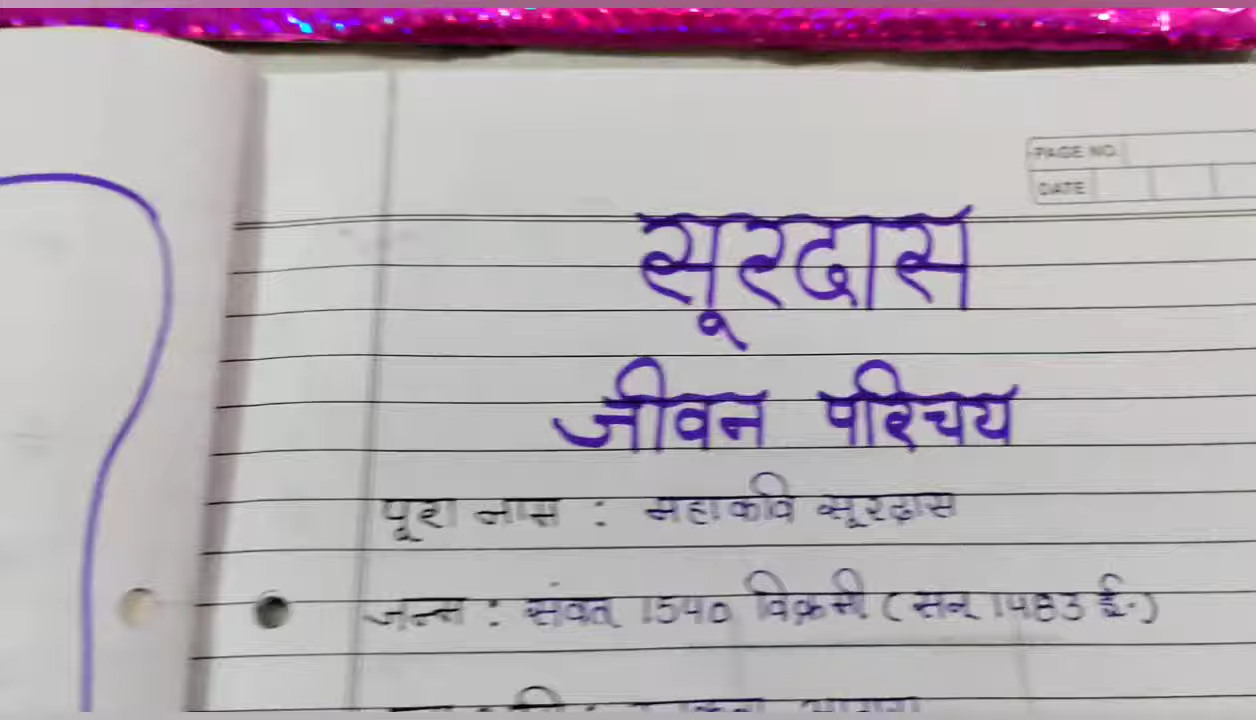 PAGE NO.
DATE
सूरदास
जीवन परिचय
पूरा नाम : महाकवि सूरदास
जन्म : संवत् 1540 विक्रमी (सन् 1483 ई.)